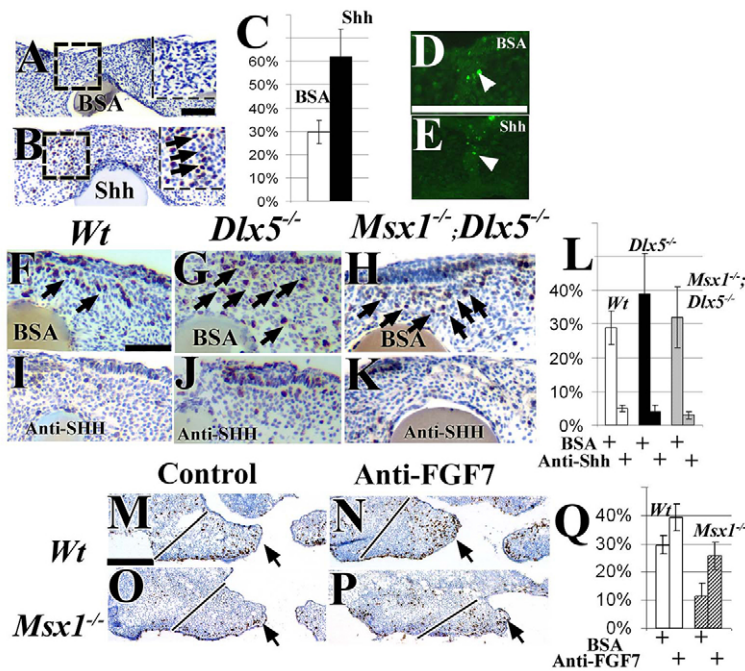 A
BSA
B
Shh
C
60%
50%
40%
30%
20%
10%
0%
BSA
Shh
D
BSA
E
Shh
Wt
Dlx5-/-
Msx1-/-;Dlx5-/-
F
BSA
G
BSA
H
BSA
I
Anti-SHH
J
Anti-SHH
K
Anti-SHH
L
40%
30%
20%
10%
0%
Wt
Dlx5-/-
Msx1-/-;
Dlx5-/-
BSA + + +
Anti-Shh + + +
Control
Anti-FGF7
Wt
M
N
Msx1-/-
O
P
Q
40%
30%
20%
10%
0%
Wt
Msx1-/-
BSA + +
Anti-FGF7 + +